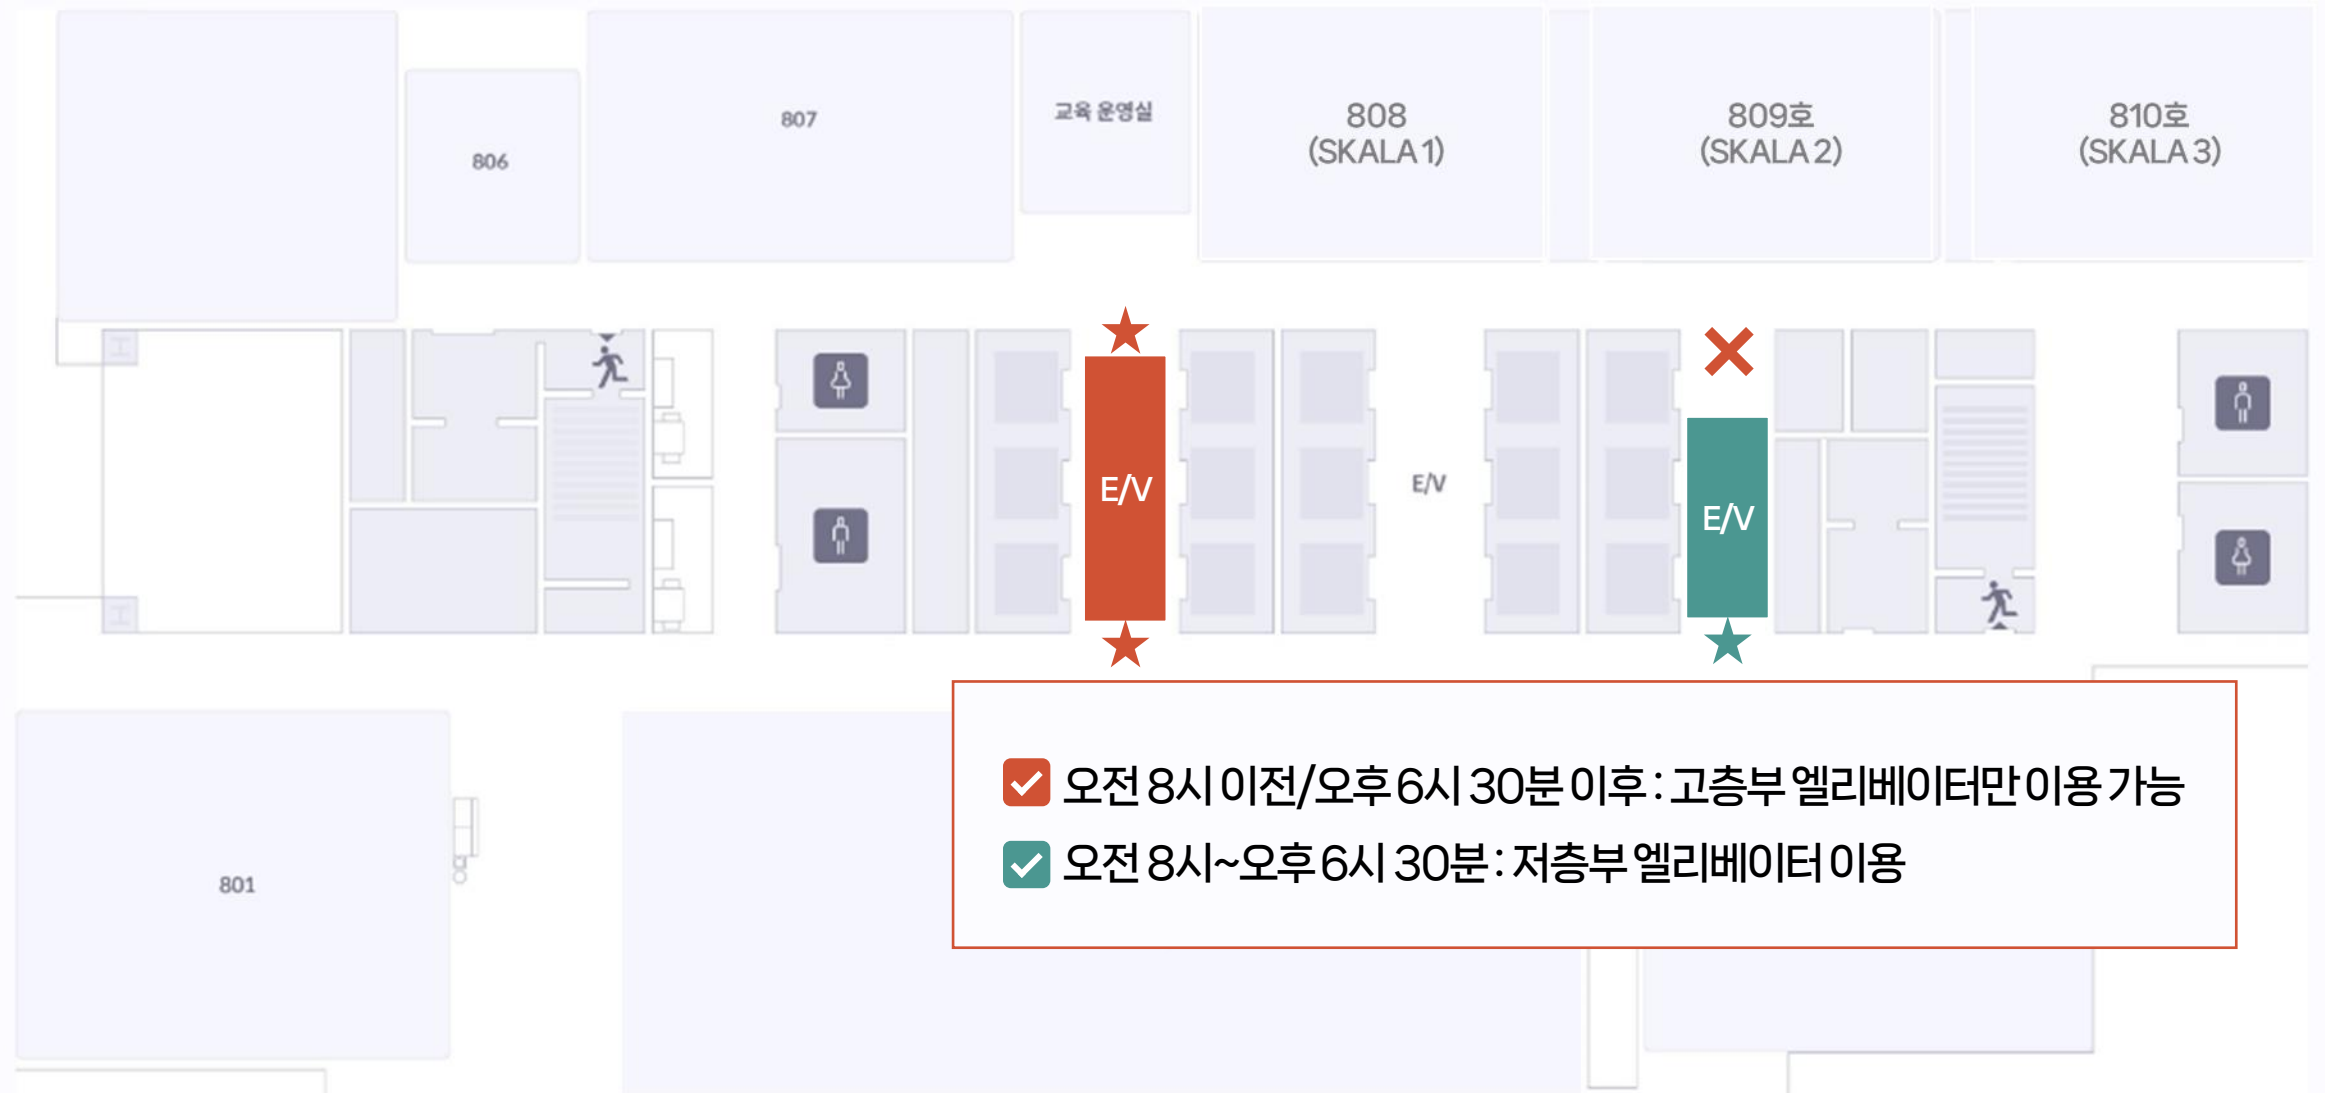 806
807
교육 운영실
808
(SKALA 1)
809호
(SKALA 2)
810호
(SKALA 3)
E/V
E/V
E/V
오전 8시 이전/오후 6시 30분 이후 : 고층부 엘리베이터만 이용 가능
오전 8시~오후 6시 30분 : 저층부 엘리베이터 이용
801